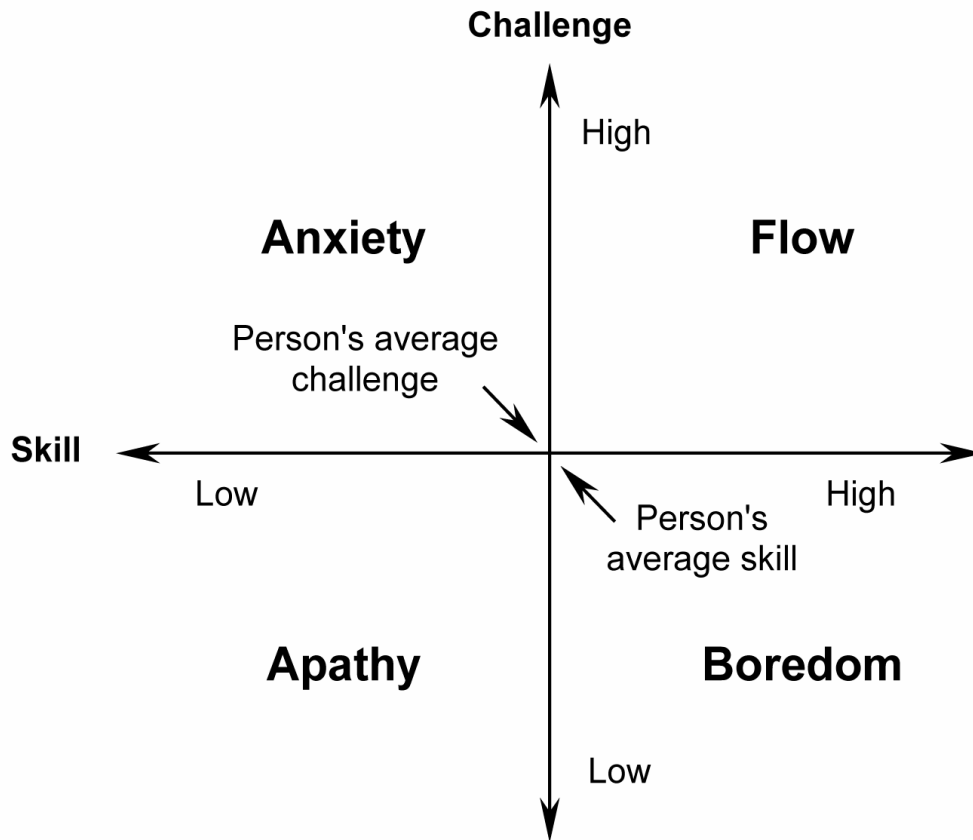 Challenge
High
Anxiety
Flow
Person's average
challenge
Skill
Low
High
Person's
average skill
Apathy
Boredom
Low